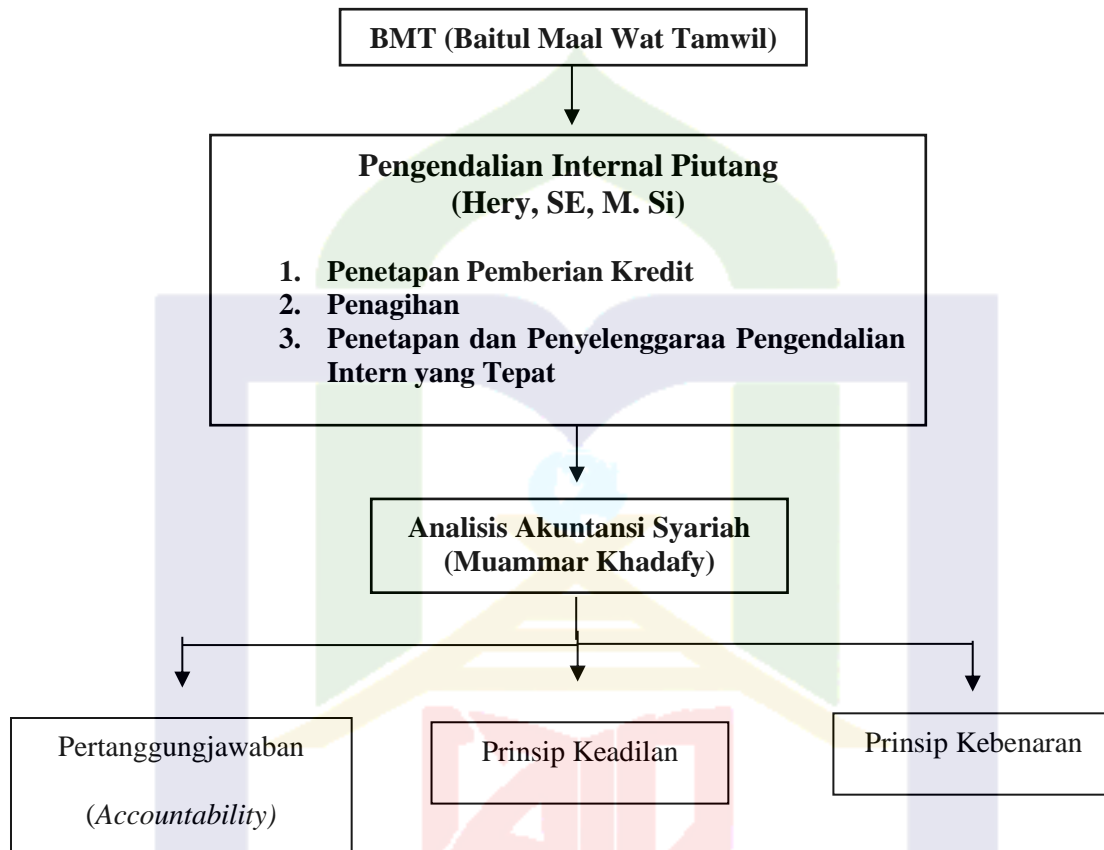 BMT (Baitul Maal Wat Tamwil)
Pengendalian Internal Piutang
(Hery, SE, M. Si)
1. Penetapan Pemberian Kredit
2. Penagihan
3. Penetapan dan Penyelenggaraa Pengendalian
Intern yang Tepat
Analisis Akuntansi Syariah
(Muammar Khadafy)
Pertanggungjawaban
(Accountability)
Prinsip Keadilan
Prinsip Kebenaran